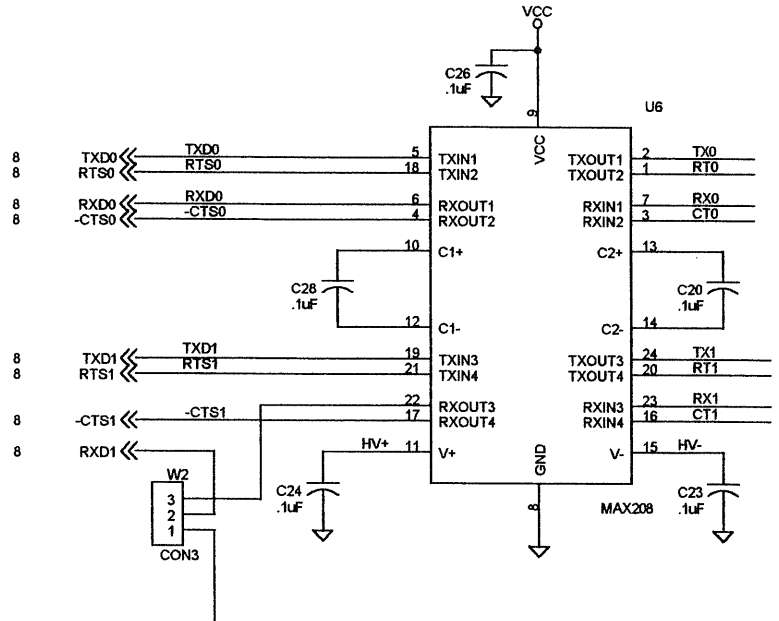 VCC
C26
.1uF
U6
9
VCC
8 TXD0 TXD0 5 TXIN1 TXOUT1 2 TX0
8 RTS0 RTS0 18 TXIN2 TXOUT2 1 RT0
8 RXD0 RXD0 6 RXOUT1 RXIN1 7 RX0
8 -CTS0 -CTS0 4 RXOUT2 RXIN2 3 CT0
10 C1+ C2+ 13
C28
.1uF
C20
.1uF
12 C1- C2- 14
8 TXD1 TXD1 19 TXIN3 TXOUT3 24 TX1
8 RTS1 RTS1 21 TXIN4 TXOUT4 20 RT1
22 RXOUT3 RXIN3 23 RX1
8 -CTS1 -CTS1 17 RXOUT4 RXIN4 16 CT1
8 RXD1 HV+ 11 V+ V- 15 HV-
GND
8
W2
3
2
1
CON3
C24
.1uF
MAX208
C23
.1uF